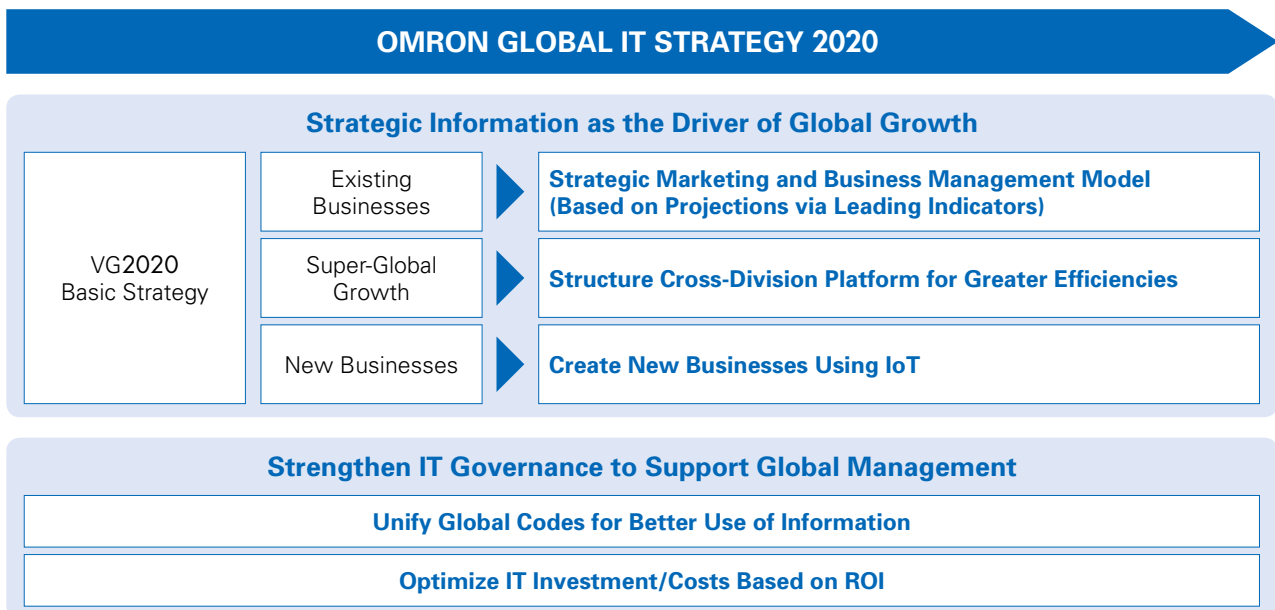 OMRON GLOBAL IT STRATEGY 2020
Strategic Information as the Driver of Global Growth
VG2020
Basic Strategy
Existing
Businesses
Strategic Marketing and Business Management Model
(Based on Projections via Leading Indicators)
Super-Global
Growth
Structure Cross-Division Platform for Greater Efficiencies
New Businesses
Create New Businesses Using IoT
Strengthen IT Governance to Support Global Management
Unify Global Codes for Better Use of Information
Optimize IT Investment/Costs Based on ROI